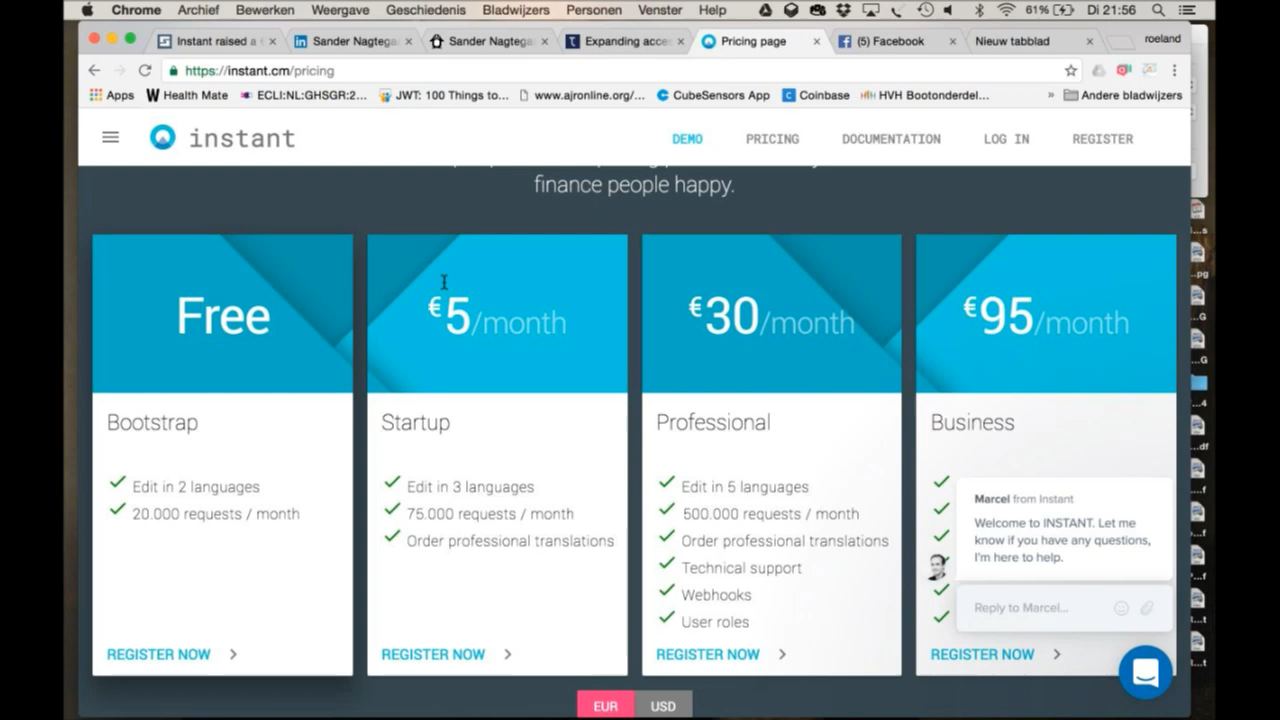 Chrome Archief Bewerken Weergave Geschiedenis Bladwijzers Personen Venster Help 61% Di 21:56
Instant raised a Sander Nagtega Sander Nagtega Expanding acce Pricing page (5) Facebook Nieuw tabblad roeland
https://instant.cm/pricing
Apps Health Mate ECLI:NL:GHSGR:2... JWT: 100 Things to... www.ajronline.org/... CubeSensors App Coinbase HVH Bootonderdel... » Andere bladwijzers
instant DEMO PRICING DOCUMENTATION LOG IN REGISTER
finance people happy.
Free
Bootstrap
Edit in 2 languages
20.000 requests / month
REGISTER NOW
€5/month
Startup
Edit in 3 languages
75.000 requests / month
Order professional translations
REGISTER NOW
€30/month
Professional
Edit in 5 languages
500.000 requests / month
Order professional translations
Technical support
Webhooks
User roles
REGISTER NOW
€95/month
Business
REGISTER NOW
Marcel from Instant
Welcome to INSTANT. Let me
know if you have any questions,
I'm here to help.
Reply to Marcel...
EUR USD